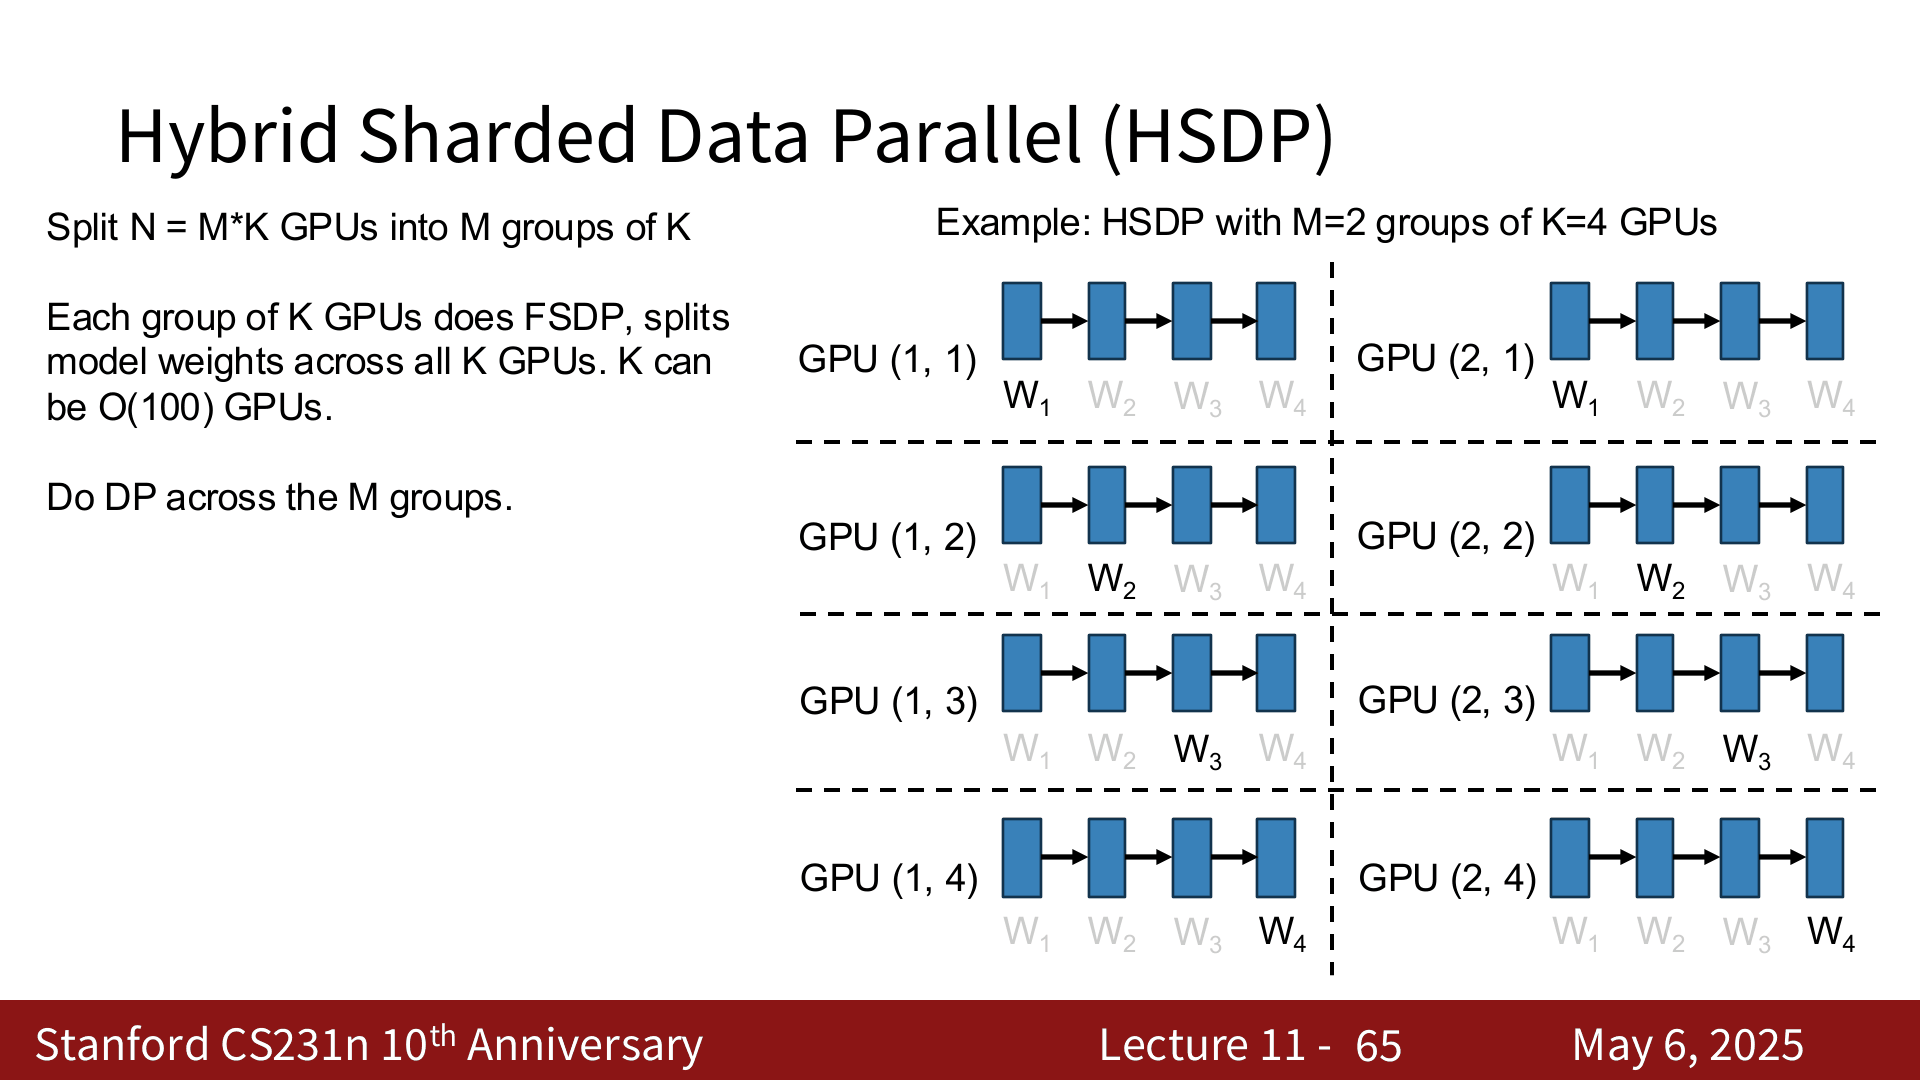 Hybrid Sharded Data Parallel (HSDP)
Split N = M*K GPUs into M groups of K
Each group of K GPUs does FSDP, splits
model weights across all K GPUs. K can
be O(100) GPUs.
Do DP across the M groups.
Example: HSDP with M=2 groups of K=4 GPUs
GPU (1, 1)
W1 W2 W3 W4
GPU (2, 1)
W1 W2 W3 W4
GPU (1, 2)
W1 W2 W3 W4
GPU (2, 2)
W1 W2 W3 W4
GPU (1, 3)
W1 W2 W3 W4
GPU (2, 3)
W1 W2 W3 W4
GPU (1, 4)
W1 W2 W3 W4
GPU (2, 4)
W1 W2 W3 W4
Stanford CS231n 10th Anniversary
Lecture 11 - 65
May 6, 2025